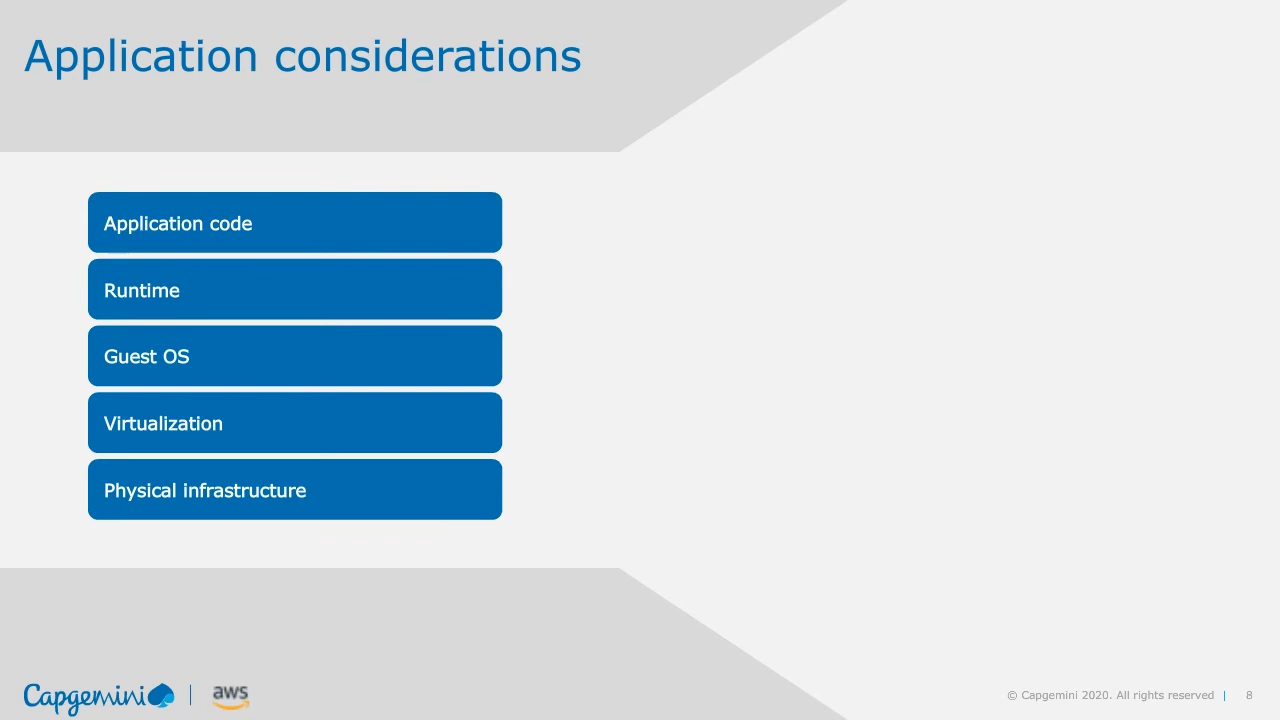 Application considerations
Application code
Runtime
Guest OS
Virtualization
Physical infrastructure
Capgemini | aws
© Capgemini 2020. All rights reserved | 8